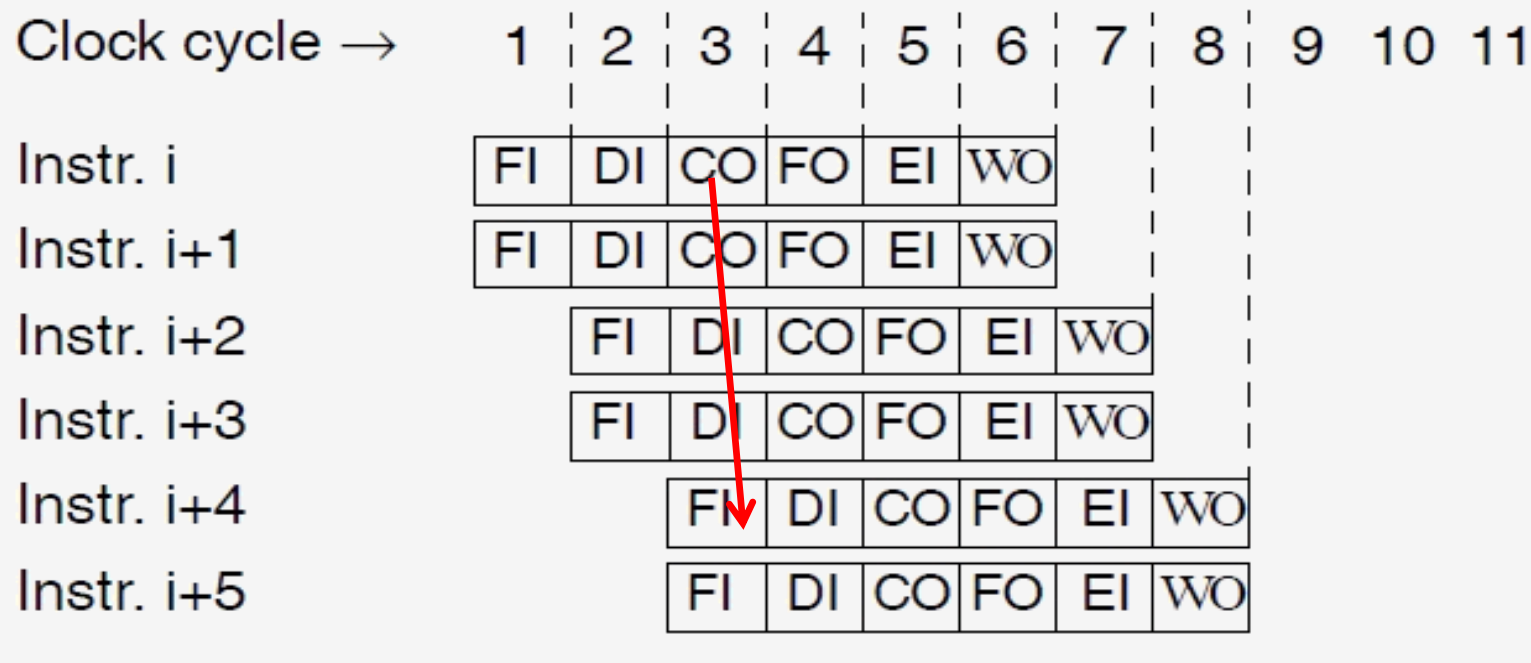 Clock cycle → 1 2 3 4 5 6 7 8 9 10 11
Instr. i FI DI CO FO EI WO
Instr. i+1 FI DI CO FO EI WO
Instr. i+2 FI DI CO FO EI WO
Instr. i+3 FI DI CO FO EI WO
Instr. i+4 FI DI CO FO EI WO
Instr. i+5 FI DI CO FO EI WO